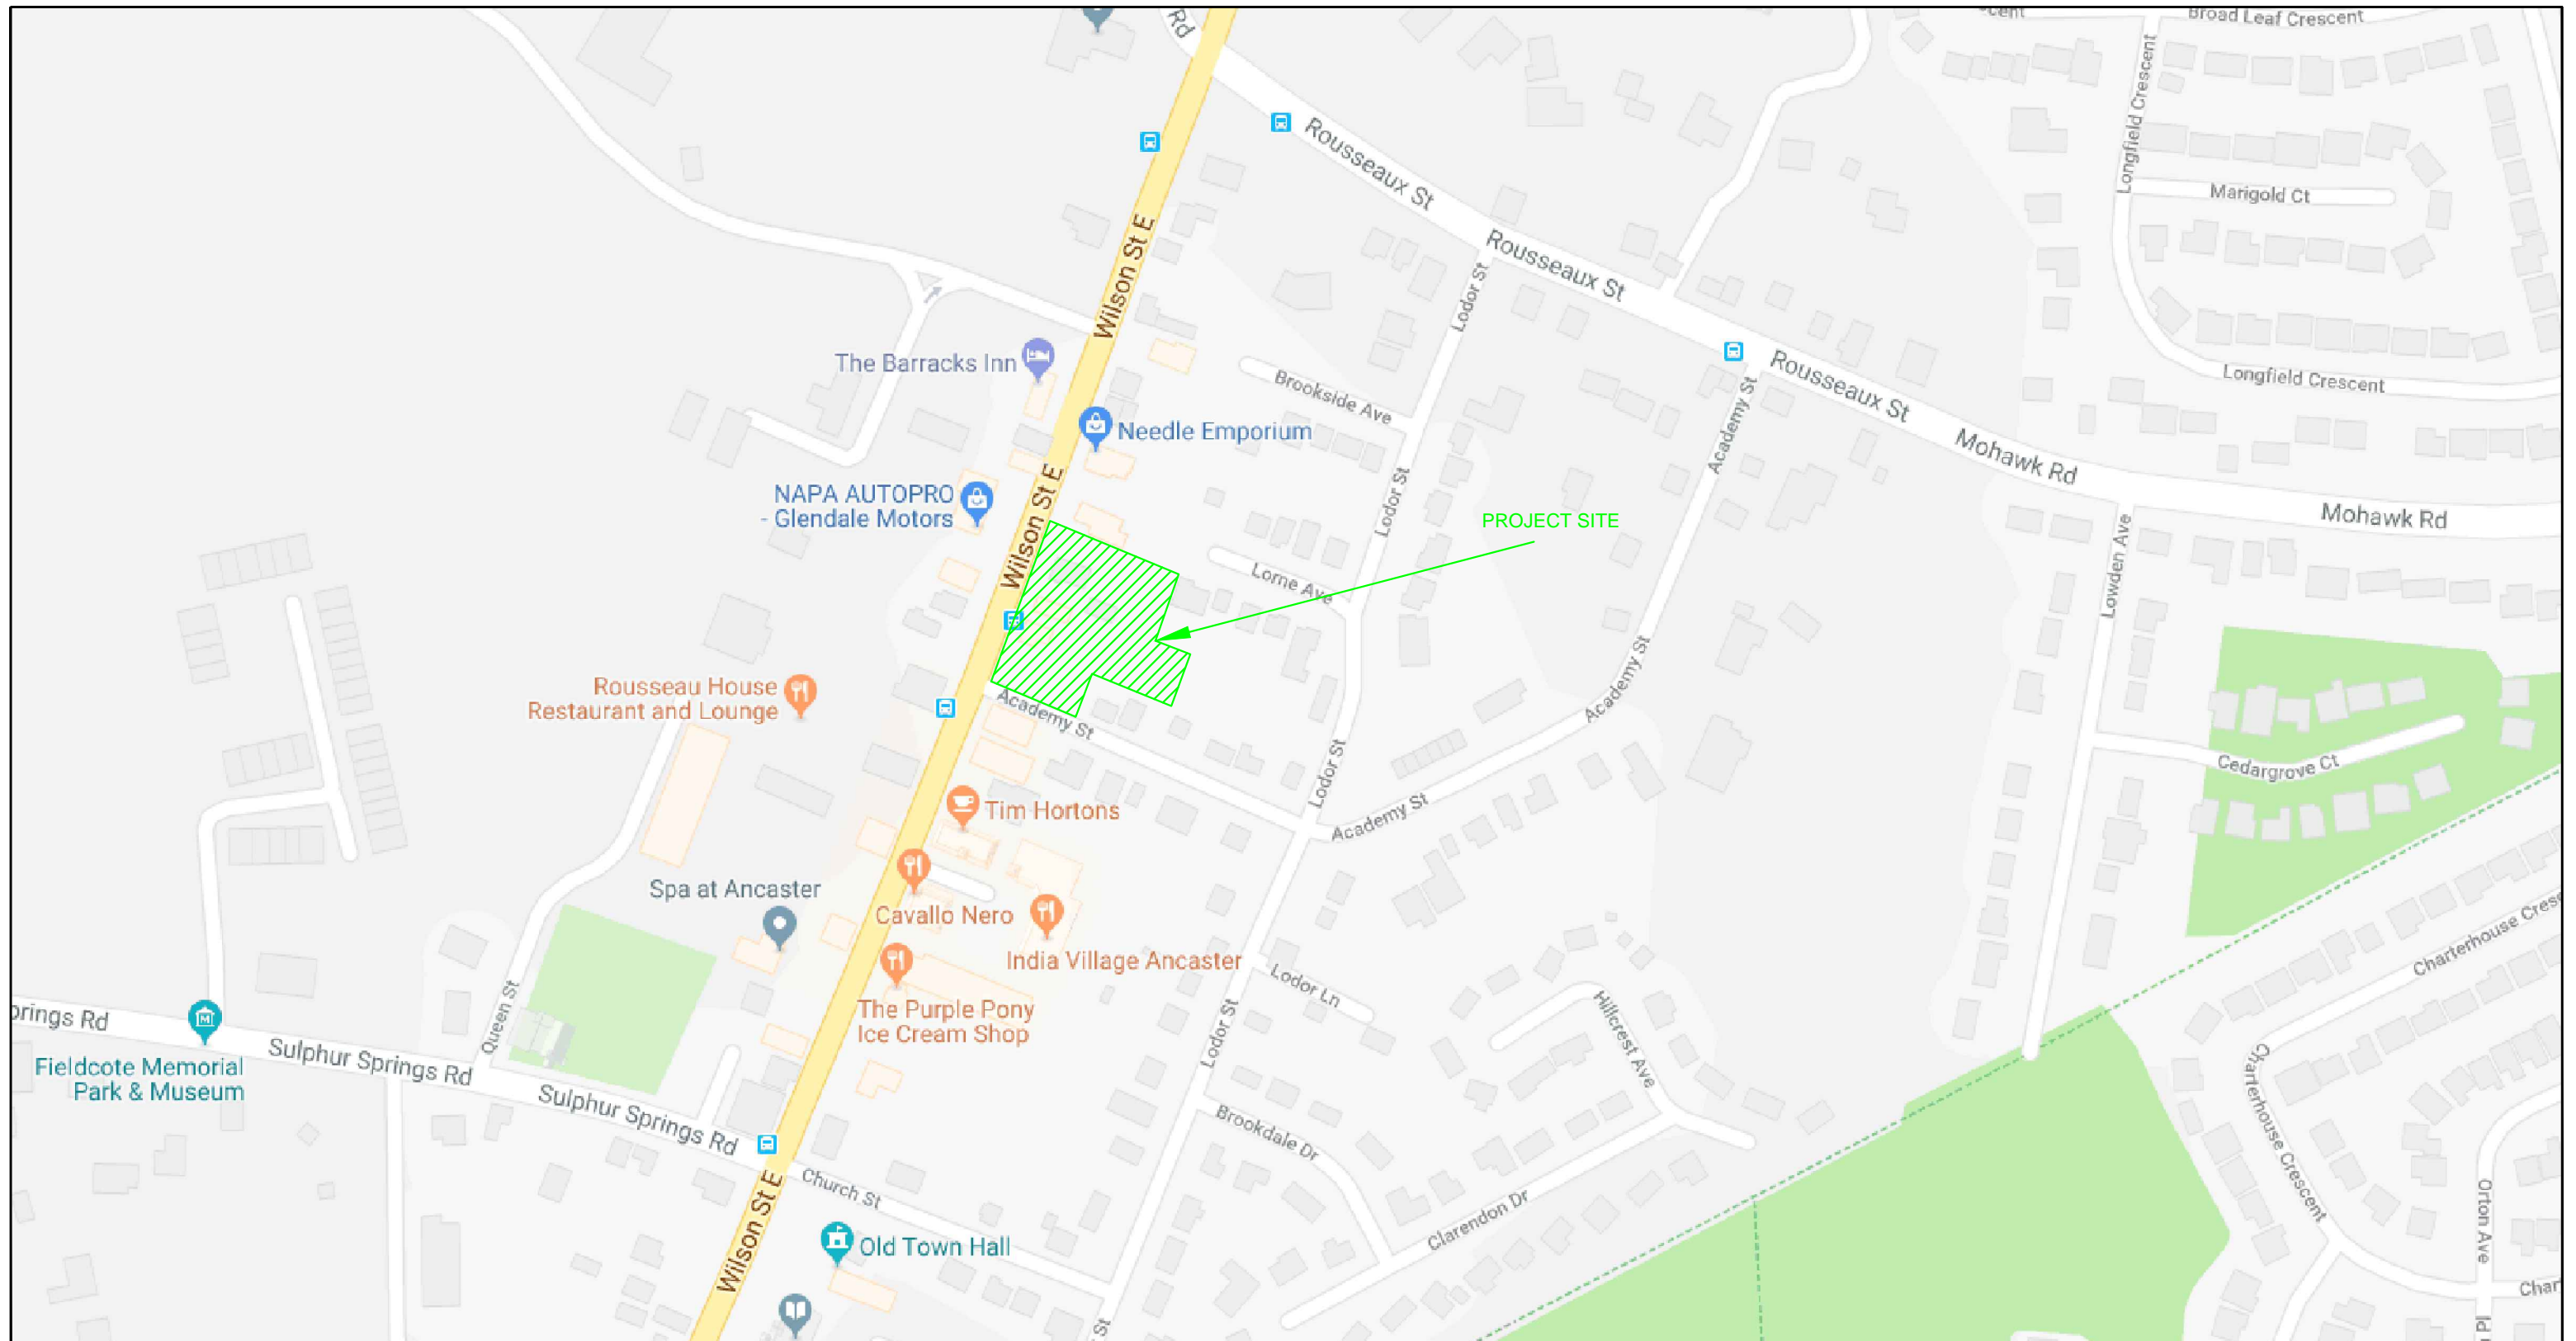 Rd
Broad Leaf Crescent
Rousseaux St
Longfield Crescent
Marigold Ct
Wilson St E
Rousseaux St
Lodor St
The Barracks Inn
Brookside Ave
Rousseaux St
Longfield Crescent
Academy St
Needle Emporium
Mohawk Rd
NAPA AUTOPRO
- Glendale Motors
Wilson St E
Lodor St
PROJECT SITE
Mohawk Rd
Lowden Ave
Lorne Ave
Rousseau House
Restaurant and Lounge
Academy St
Academy St
Lodor St
Cedargrove Ct
Tim Hortons
Academy St
Spa at Ancaster
Cavallo Nero
India Village Ancaster
Lodor Ln
Charterhouse Cres
The Purple Pony
Ice Cream Shop
Queen St
Lodor St
Hillcrest Ave
Springs Rd
Sulphur Springs Rd
Fieldcote Memorial
Park & Museum
Sulphur Springs Rd
Brookdale Dr
Charterhouse Crescent
Church St
Wilson St E
Clarendon Dr
Orton Ave
Old Town Hall
Char
St